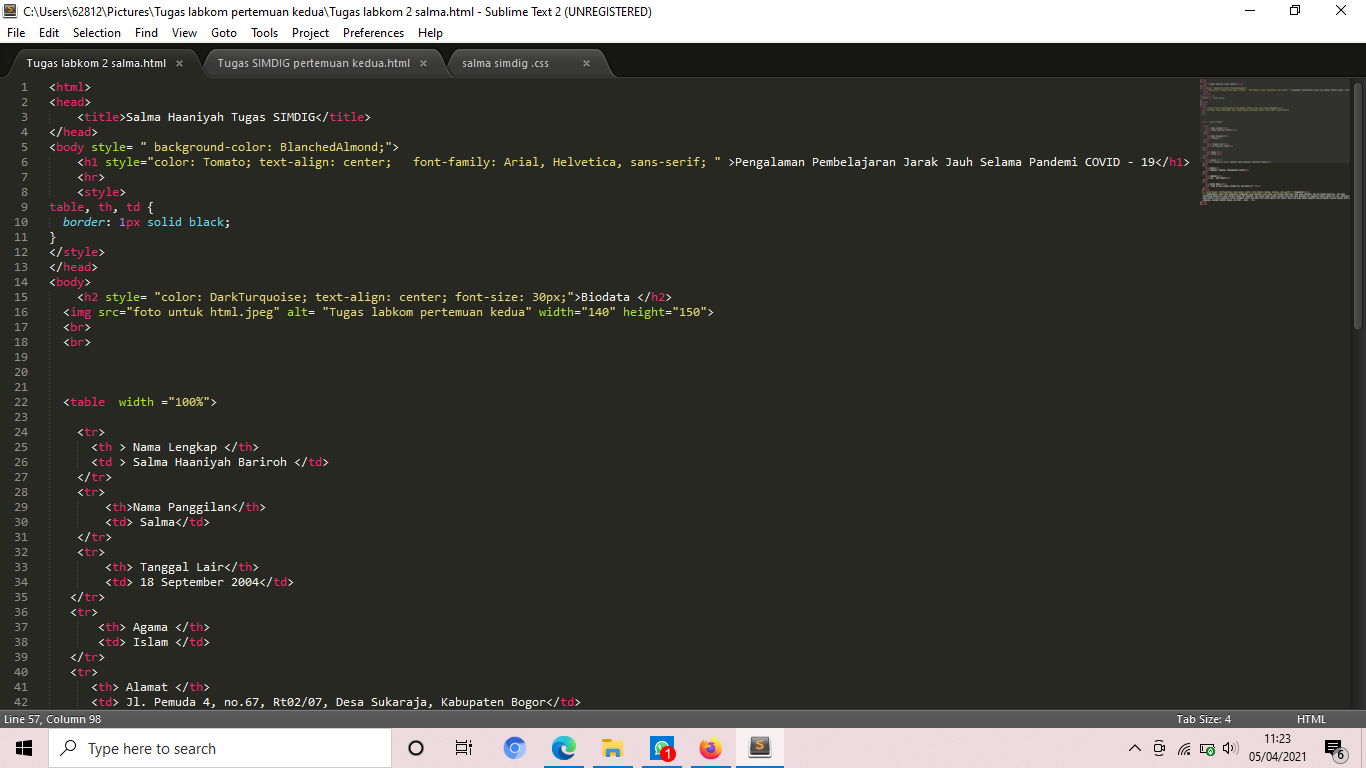 C:\Users\62812\Pictures\Tugas labkom pertemuan kedua\Tugas labkom 2 salma.html - Sublime Text 2 (UNREGISTERED)
File Edit Selection Find View Goto Tools Project Preferences Help
Tugas labkom 2 salma.html × Tugas SIMDIG pertemuan kedua.html × salma simdig .css ×
1 <html>
2 <head>
3 <title>Salma Haaniyah Tugas SIMDIG</title>
4 </head>
5 <body style= " background-color: BlanchedAlmond;">
6 <h1 style="color: Tomato; text-align: center;   font-family: Arial, Helvetica, sans-serif; " >Pengalaman Pembelajaran Jarak Jauh Selama Pandemi COVID - 19</h1>
7 <hr>
8 <style>
9 table, th, td {
10 border: 1px solid black;
11 }
12 </style>
13 </head>
14 <body>
15 <h2 style= "color: DarkTurquoise; text-align: center; font-size: 30px;">Biodata </h2>
16 <img src="foto untuk html.jpeg" alt= "Tugas labkom pertemuan kedua" width="140" height="150">
17 <br>
18 <br>
19
20
21
22 <table  width ="100%">
23
24 <tr>
25 <th > Nama Lengkap </th>
26 <td > Salma Haaniyah Bariroh </td>
27 </tr>
28 <tr>
29 <th>Nama Panggilan</th>
30 <td> Salma</td>
31 </tr>
32 <tr>
33 <th> Tanggal Lair</th>
34 <td> 18 September 2004</td>
35 </tr>
36 <tr>
37 <th> Agama </th>
38 <td> Islam </td>
39 </tr>
40 <tr>
41 <th> Alamat </th>
42 <td> Jl. Pemuda 4, no.67, Rt02/07, Desa Sukaraja, Kabupaten Bogor</td>
Line 57, Column 98 Tab Size: 4 HTML
Type here to search
1
11:23
05/04/2021
6